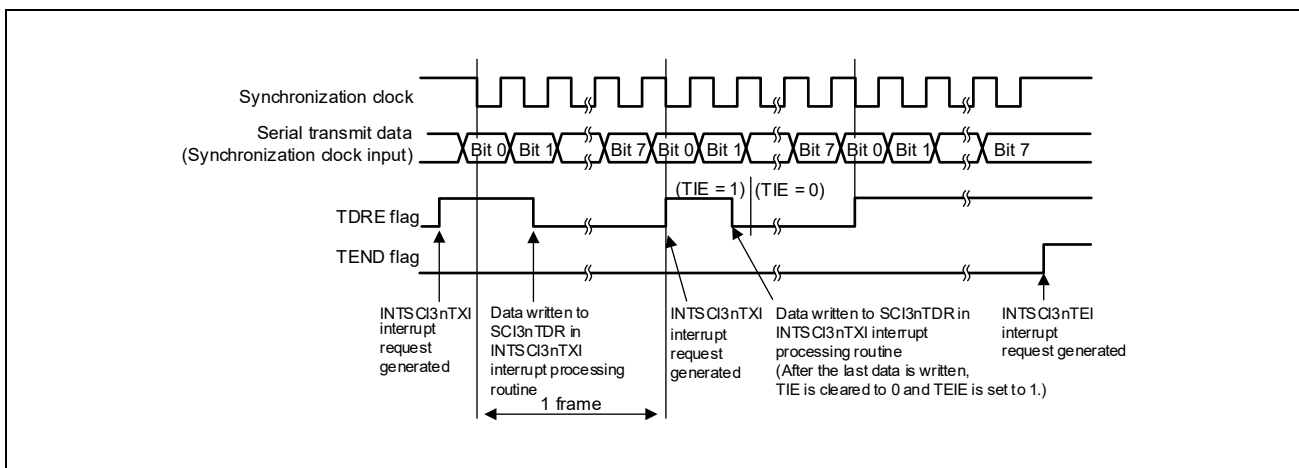 Synchronization clock
Serial transmit data
(Synchronization clock input)
Bit 0 Bit 1 Bit 7 Bit 0 Bit 1 Bit 7 Bit 0 Bit 1 Bit 7
(TIE = 1) (TIE = 0)
TDRE flag
TEND flag
INTSCI3nTXI
interrupt
request
generated
Data written to
SCI3nTDR in
INTSCI3nTXI
interrupt processing
routine
INTSCI3nTXI
interrupt
request
generated
Data written to SCI3nTDR in
INTSCI3nTXI interrupt
processing routine
(After the last data is written,
TIE is cleared to 0 and TEIE is set to 1.)
INTSCI3nTEI
interrupt
request generated
1 frame